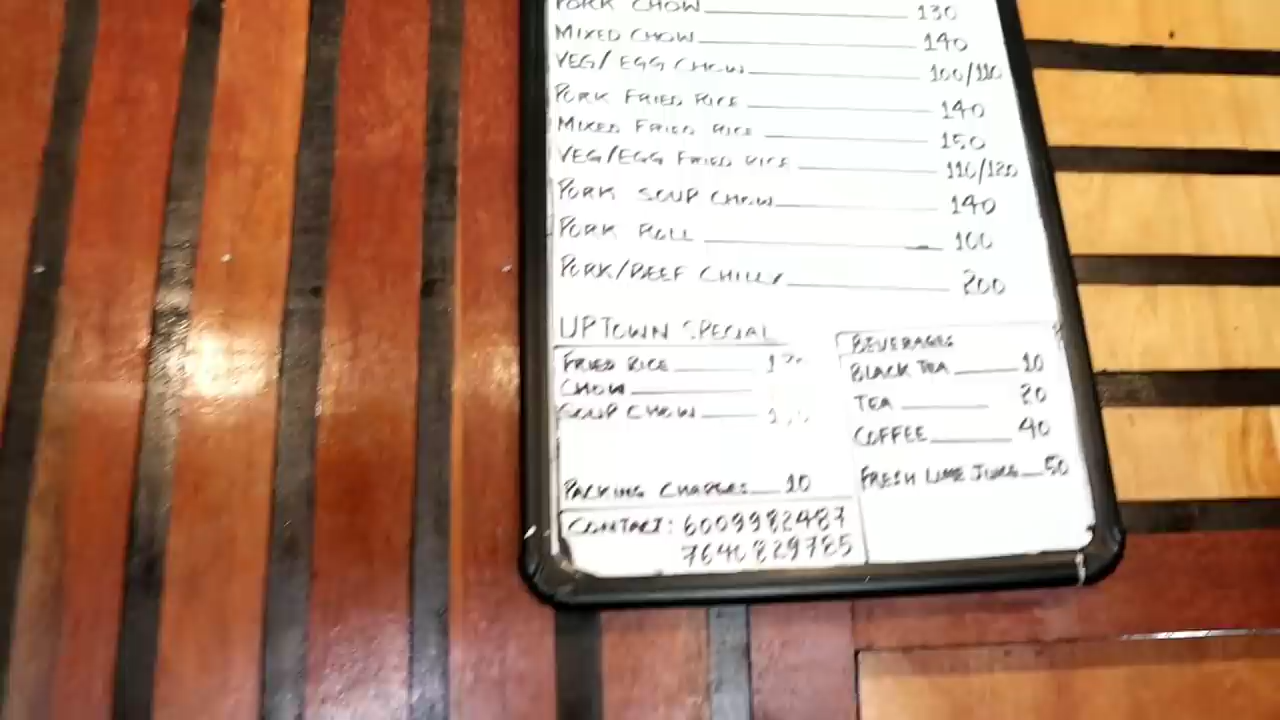 PORK CHOW 130
MIXED CHOW 140
VEG/EGG CHOW 100/110
PORK FRIED RICE 140
MIXED FRIED RICE 150
VEG/EGG FRIED RICE 110/120
PORK SOUP CHOW 140
PORK ROLL 100
PORK/BEEF CHILLY 200
UPTOWN SPECIAL
FRIED RICE
CHOW
SOUP CHOW
PACKING CHARGES 10
CONTACT: 6009982487
7640829785
BEVERAGES
BLACK TEA 10
TEA 20
COFFEE 40
FRESH LIME JUICE 50